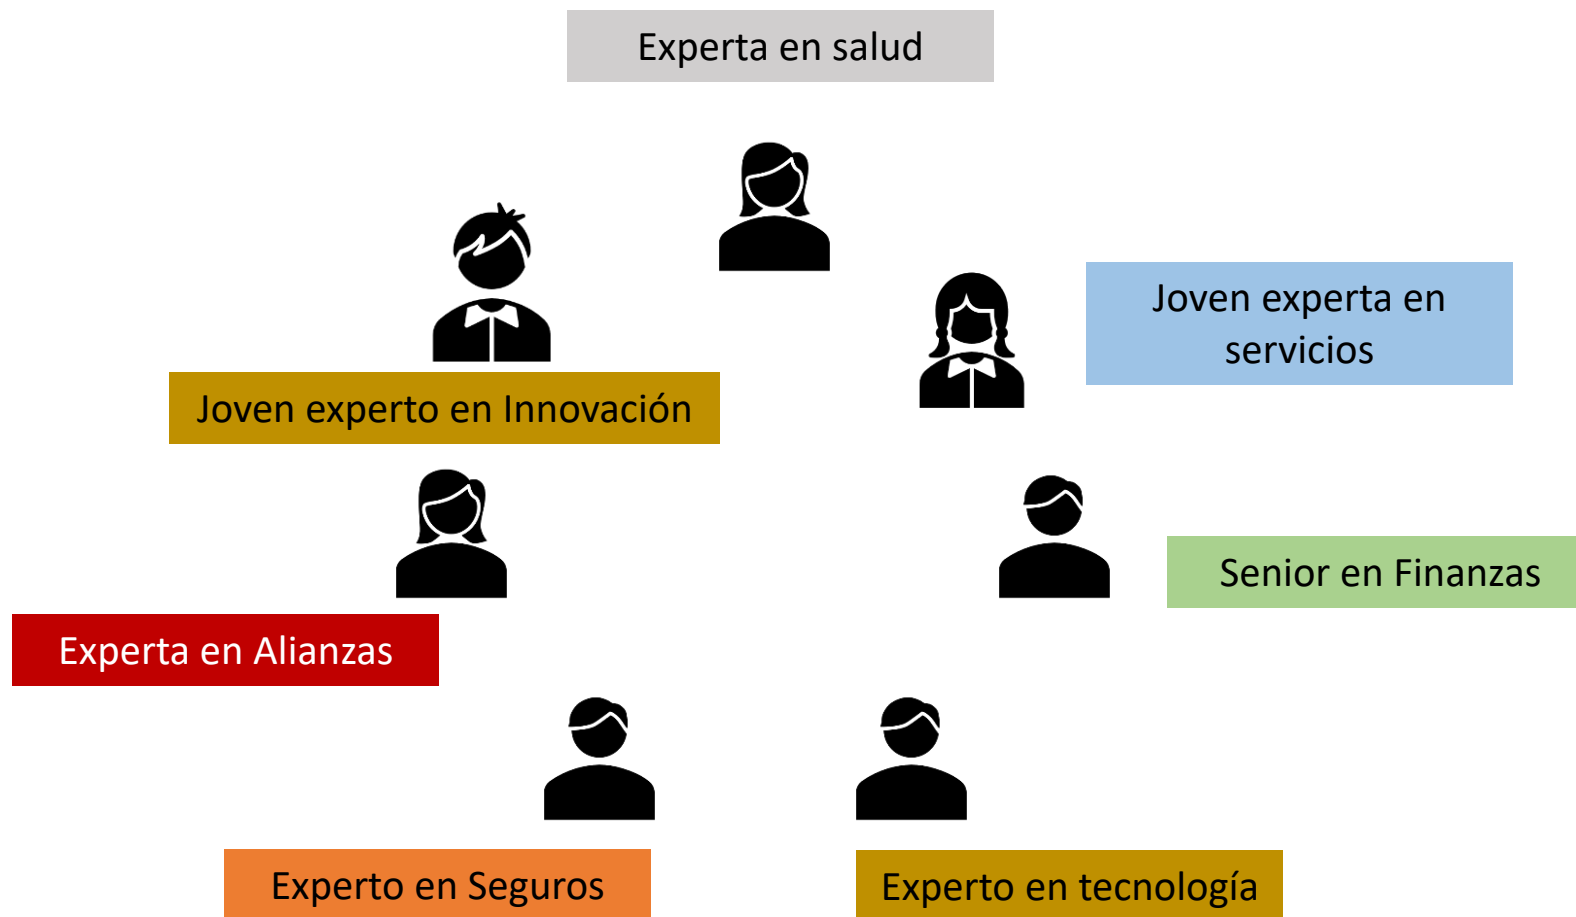 Experta en salud
Joven experta en
servicios
Joven experto en Innovación
Senior en Finanzas
Experta en Alianzas
Experto en Seguros
Experto en tecnología